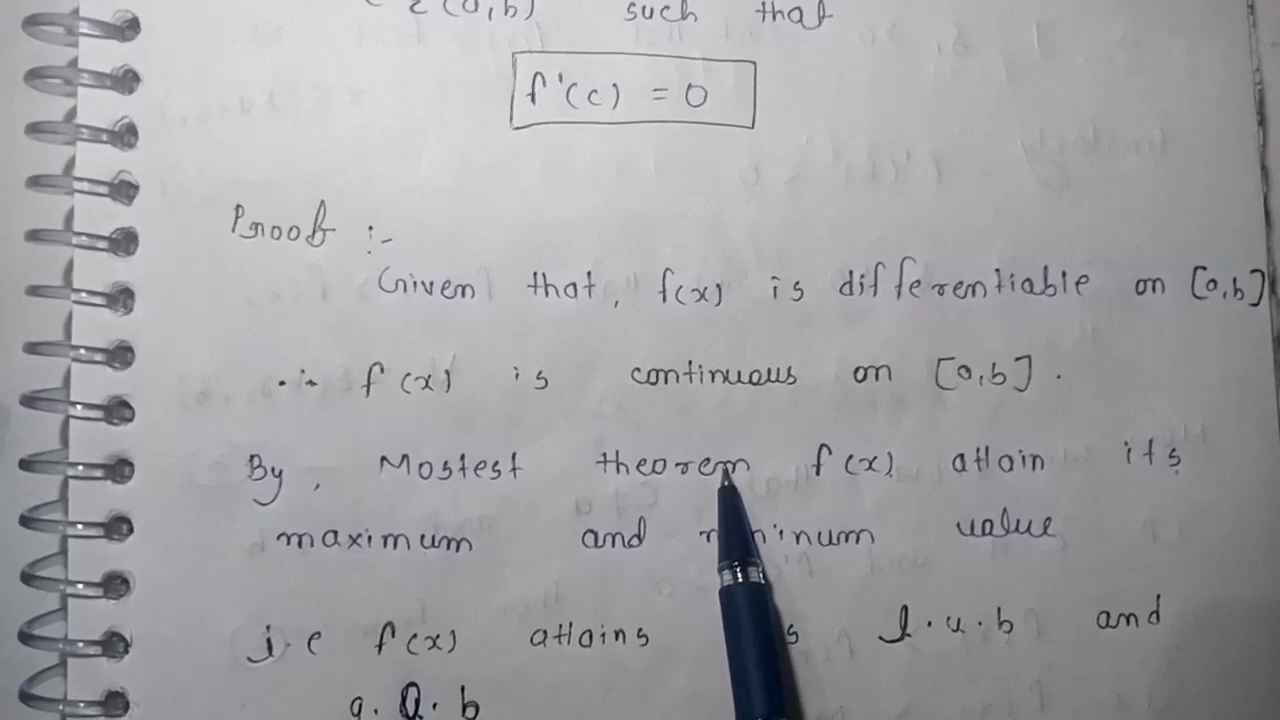 (a,b) such that
f'(c) = 0
Proof :-
Given that, f(x) is differentiable on [a,b]
∴ f(x) is continuous on [a,b].
By, Mostest theorem f(x) attain its
maximum and value
i.e f(x) attains l.u.b and
g.l.b